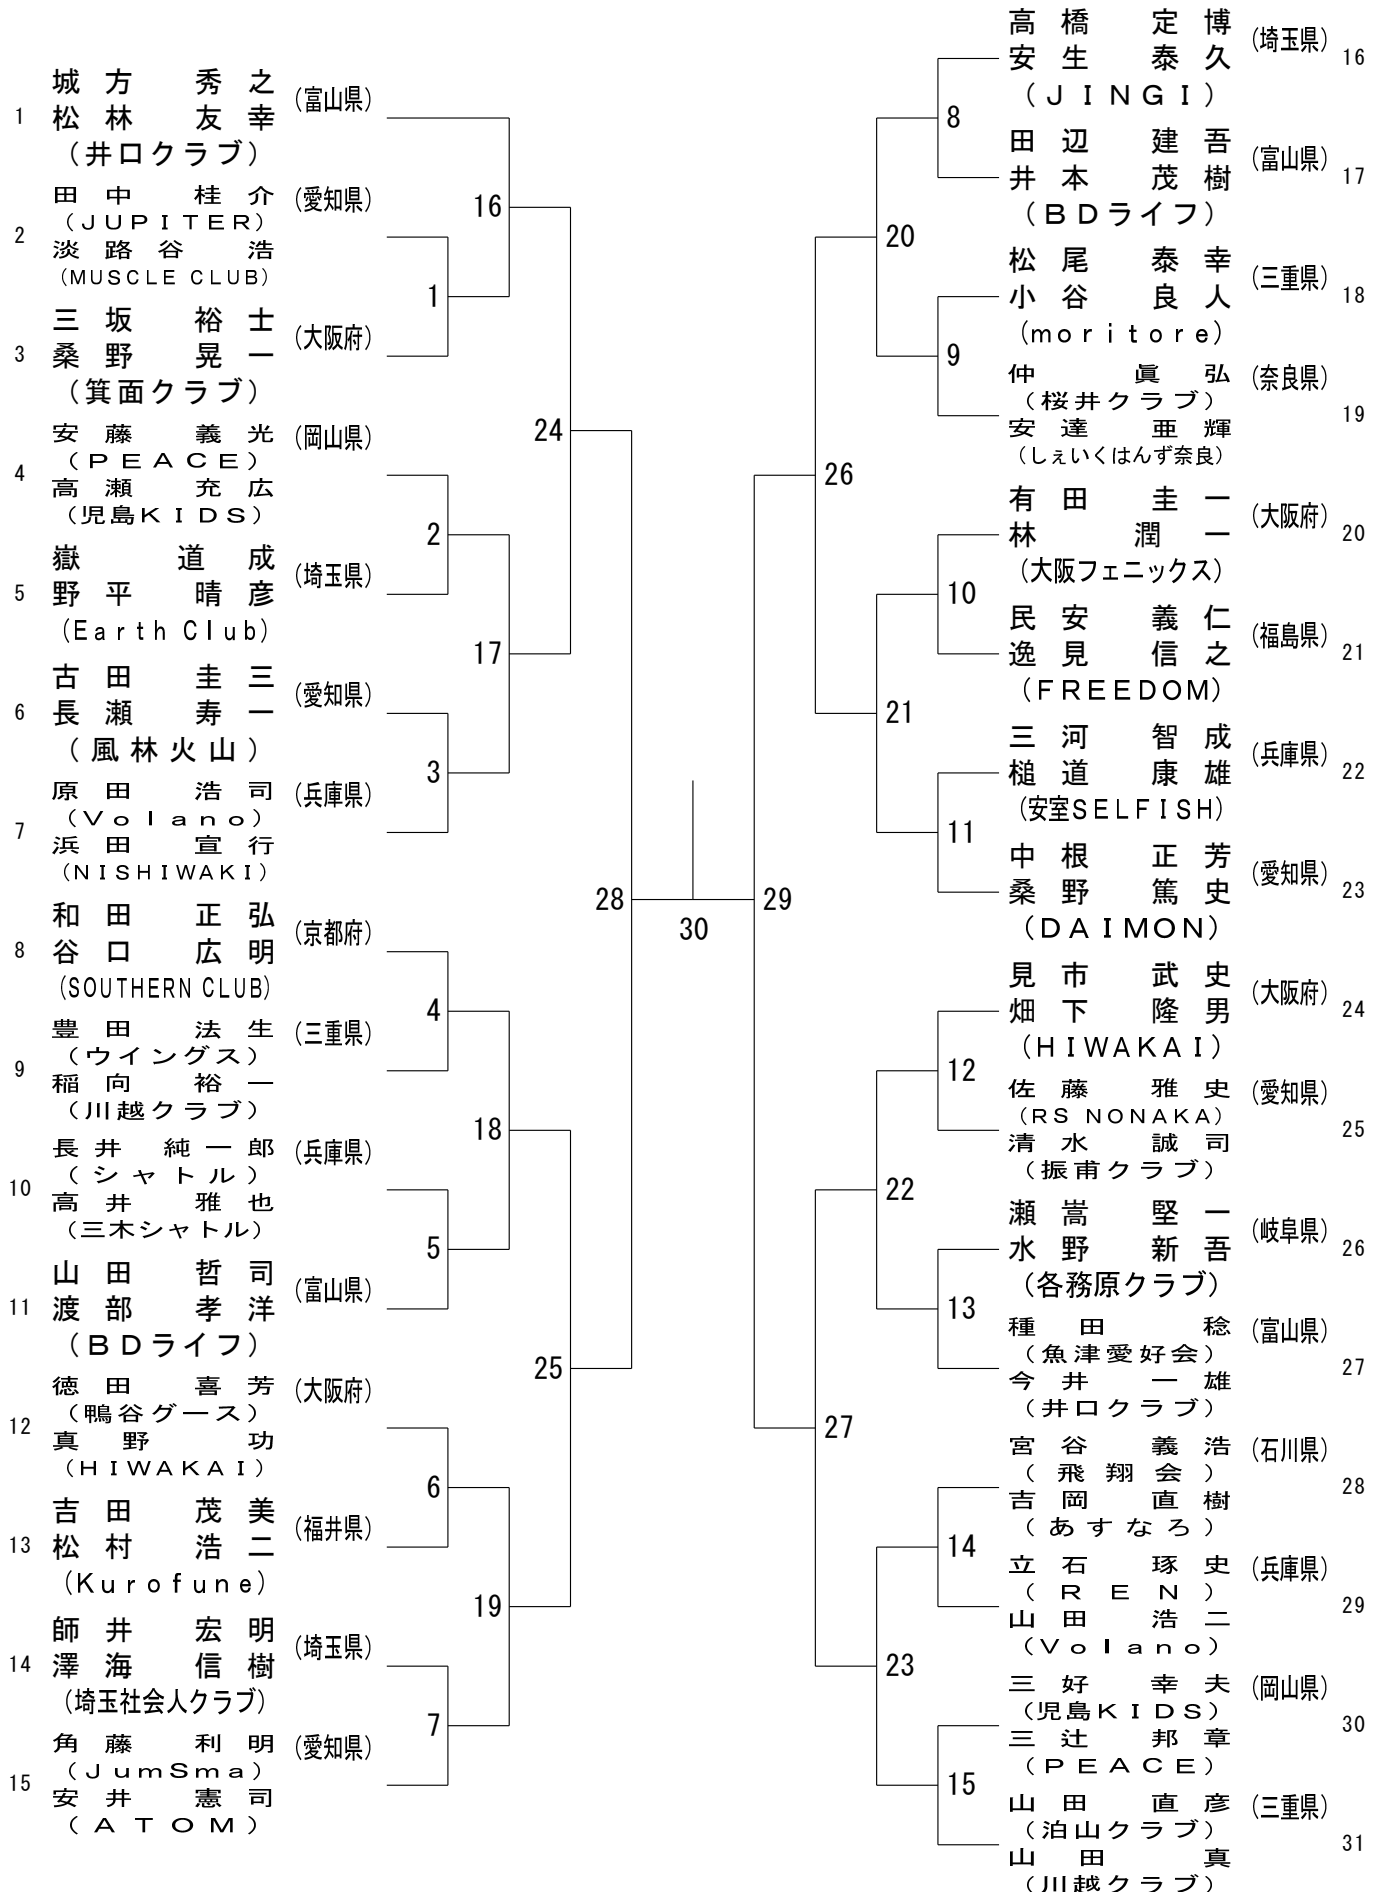 1 城方 秀之 (富山県)
松林 友幸
(井口クラブ)
2 田中 桂介 (愛知県)
(JUPITER)
淡路谷 浩
(MUSCLE CLUB)
3 三坂 裕士 (大阪府)
桑野 晃一
(箕面クラブ)
4 安藤 義光 (岡山県)
(PEACE)
高瀬 充広
(児島KIDS)
5 嶽 道成 (埼玉県)
野平 晴彦
(Earth Club)
6 古田 圭三 (愛知県)
長瀬 寿一
(風林火山)
7 原田 浩司 (兵庫県)
(Volano)
浜田 宣行
(NISHIWAKI)
8 和田 正弘 (京都府)
谷口 広明
(SOUTHERN CLUB)
9 豊田 法生 (三重県)
(ウイングス)
稲向 裕一
(川越クラブ)
10 長井 純一郎 (兵庫県)
(シャトル)
高井 雅也
(三木シャトル)
11 山田 哲司 (富山県)
渡部 孝洋
(BDライフ)
12 徳田 喜芳 (大阪府)
(鴨谷グース)
真野 功
(HIWAKAI)
13 吉田 茂美 (福井県)
松村 浩二
(Kurofune)
14 師井 宏明 (埼玉県)
澤海 信樹
(埼玉社会人クラブ)
15 角藤 利明 (愛知県)
(JumSma)
安井 憲司
(ATOM)
1
2
3
4
5
6
7
16
17
18
19
24
25
28
30
29
26
27
20
21
22
23
8
9
10
11
12
13
14
15
高橋 定博 (埼玉県) 16
安生 泰久
(JINGI)
田辺 建吾 (富山県) 17
井本 茂樹
(BDライフ)
松尾 泰幸 (三重県) 18
小谷 良人
(moritore)
仲 眞弘 (奈良県) 19
(桜井クラブ)
安達 亜輝
(しぇいくはんず奈良)
有田 圭一 (大阪府) 20
林 潤一
(大阪フェニックス)
民安 義仁 (福島県) 21
逸見 信之
(FREEDOM)
三河 智成 (兵庫県) 22
槌道 康雄
(安室SELFISH)
中根 正芳 (愛知県) 23
桑野 篤史
(DAIMON)
見市 武史 (大阪府) 24
畑下 隆男
(HIWAKAI)
佐藤 雅史 (愛知県) 25
(RS NONAKA)
清水 誠司
(振甫クラブ)
瀬嵩 堅一 (岐阜県) 26
水野 新吾
(各務原クラブ)
種田 稔 (富山県) 27
(魚津愛好会)
今井 一雄
(井口クラブ)
宮谷 義浩 (石川県) 28
(飛翔会)
吉岡 直樹
(あすなろ)
立石 琢史 (兵庫県) 29
(REN)
山田 浩二
(Volano)
三好 幸夫 (岡山県) 30
(児島KIDS)
三辻 邦章
(PEACE)
山田 直彦 (三重県) 31
(泊山クラブ)
山田 真
(川越クラブ)